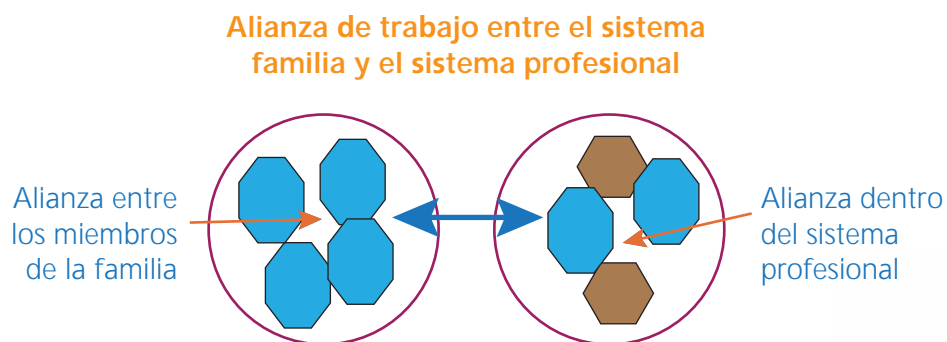 Alianza de trabajo entre el sistema
familia y el sistema profesional
Alianza entre
los miembros
de la familia
Alianza dentro
del sistema
profesional